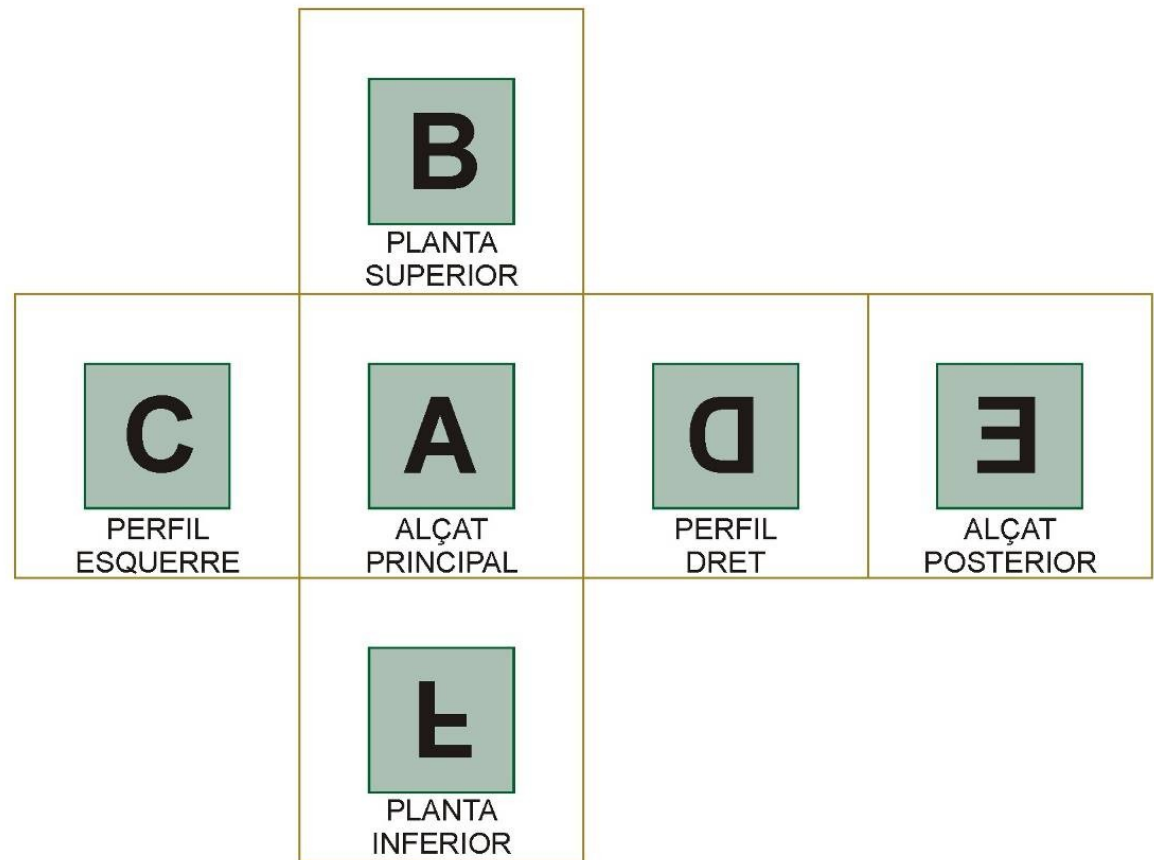 B
PLANTA
SUPERIOR
C
A
D
E
PERFIL
ESQUERRE
ALÇAT
PRINCIPAL
PERFIL
DRET
ALÇAT
POSTERIOR
F
PLANTA
INFERIOR